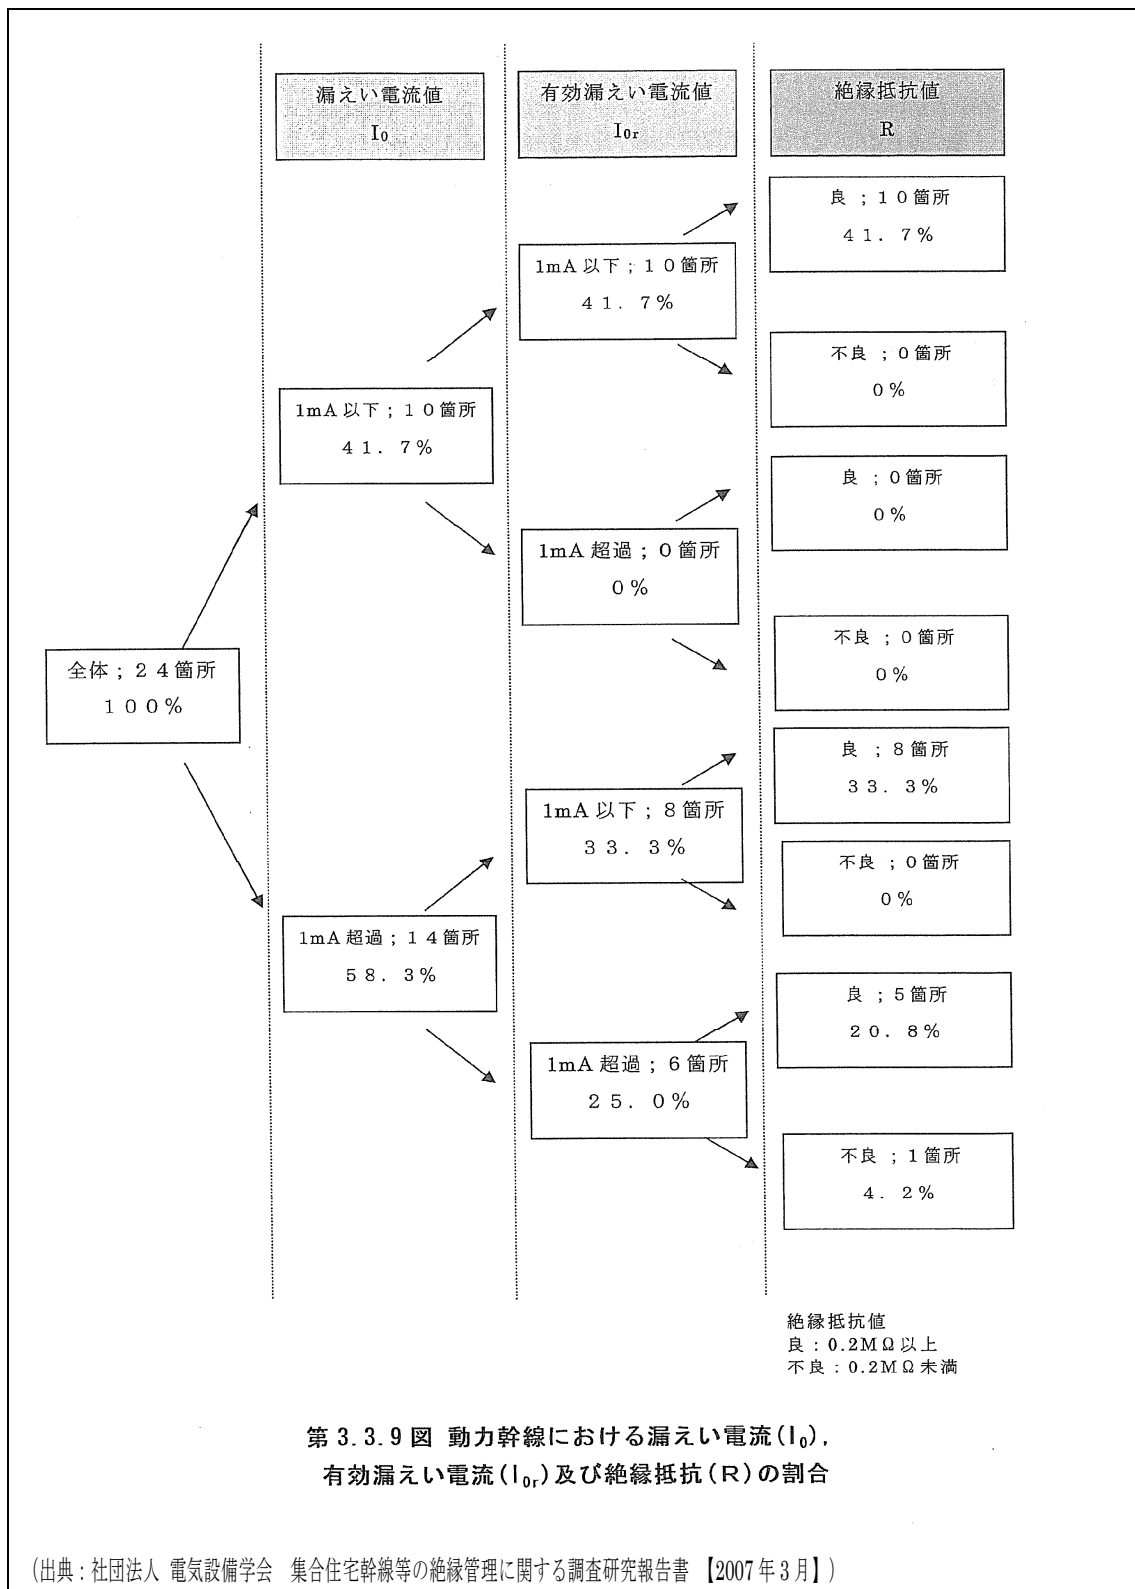 漏えい電流値
I₀
有効漏えい電流値
I₀ᵣ
絶縁抵抗値
R
全体；２４箇所
１００％
1mA 以下；１０箇所
４１．７％
1mA 超過；１４箇所
５８．３％
1mA 以下；１０箇所
４１．７％
1mA 超過；０箇所
０％
1mA 以下；８箇所
３３．３％
1mA 超過；６箇所
２５．０％
良；１０箇所
４１．７％
不良；０箇所
０％
良；０箇所
０％
不良；０箇所
０％
良；８箇所
３３．３％
不良；０箇所
０％
良；５箇所
２０．８％
不良；１箇所
４．２％
絶縁抵抗値
良：0.2MΩ以上
不良：0.2MΩ未満
第3.3.9図 動力幹線における漏えい電流(I₀),
有効漏えい電流(I₀ᵣ)及び絶縁抵抗(R)の割合
（出典：社団法人 電気設備学会 集合住宅幹線等の絶縁管理に関する調査研究報告書 【2007年3月】）